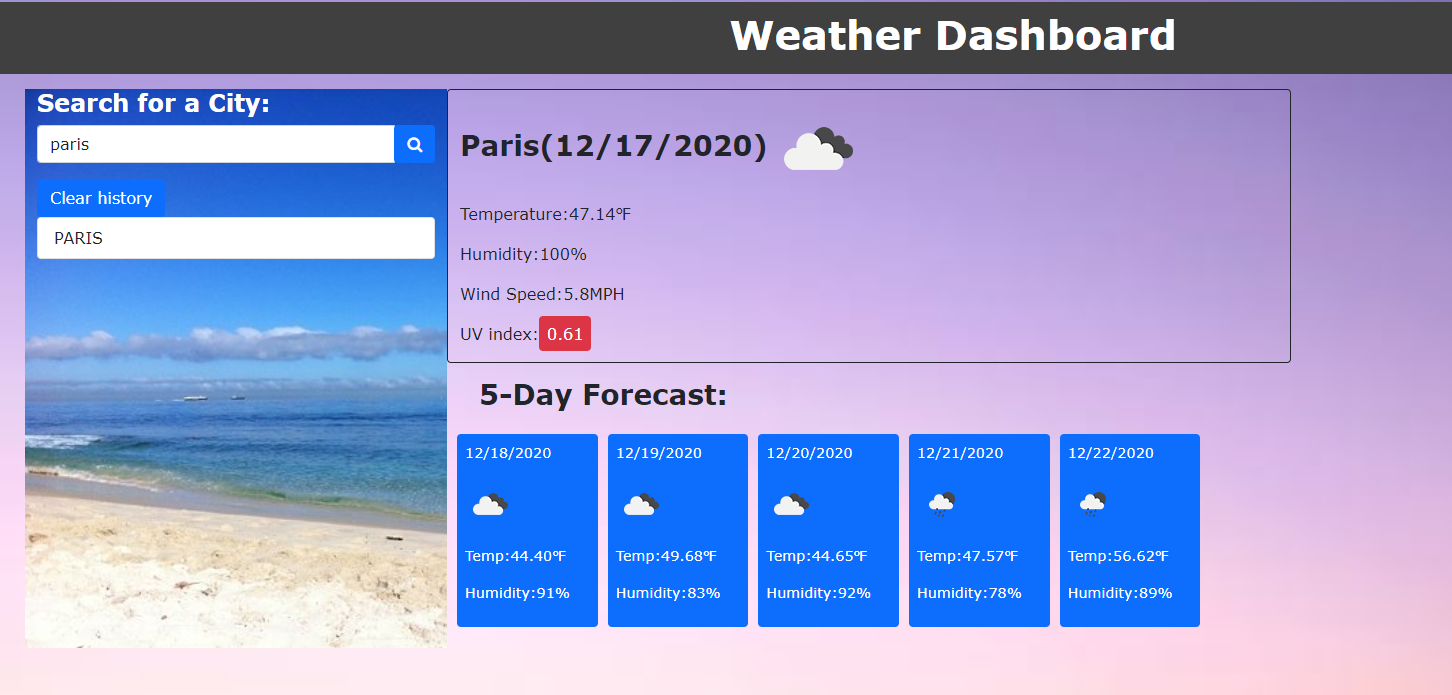 Weather Dashboard
Search for a City:
paris
Clear history
PARIS
Paris(12/17/2020)
Temperature:47.14℉
Humidity:100%
Wind Speed:5.8MPH
UV index:0.61
5-Day Forecast:
12/18/2020
Temp:44.40℉
Humidity:91%
12/19/2020
Temp:49.68℉
Humidity:83%
12/20/2020
Temp:44.65℉
Humidity:92%
12/21/2020
Temp:47.57℉
Humidity:78%
12/22/2020
Temp:56.62℉
Humidity:89%